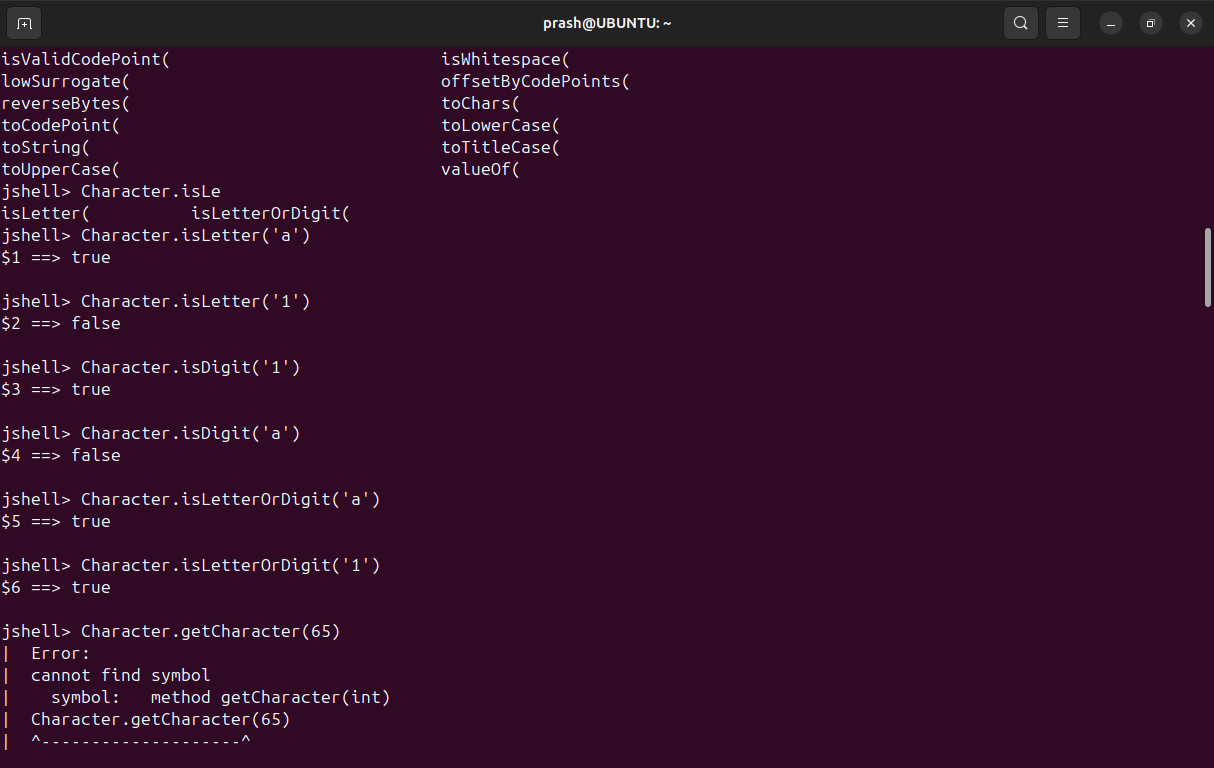 prash@UBUNTU: ~
isValidCodePoint( isWhitespace(
lowSurrogate( offsetByCodePoints(
reverseBytes( toChars(
toCodePoint( toLowerCase(
toString( toTitleCase(
toUpperCase( valueOf(
jshell> Character.isLe
isLetter( isLetterOrDigit(
jshell> Character.isLetter('a')
$1 ==> true
jshell> Character.isLetter('1')
$2 ==> false
jshell> Character.isDigit('1')
$3 ==> true
jshell> Character.isDigit('a')
$4 ==> false
jshell> Character.isLetterOrDigit('a')
$5 ==> true
jshell> Character.isLetterOrDigit('1')
$6 ==> true
jshell> Character.getCharacter(65)
| Error:
| cannot find symbol
| symbol: method getCharacter(int)
| Character.getCharacter(65)
| ^--------------------^